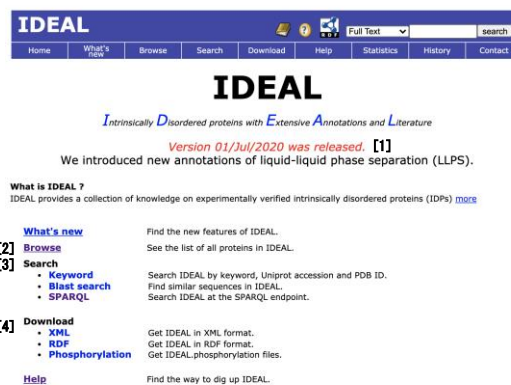 IDEAL
RDF
Full Text
search
Home What's new Browse Search Download Help Statistics History Contact
IDEAL
Intrinsically Disordered proteins with Extensive Annotations and Literature
Version 01/Jul/2020 was released. [1]
We introduced new annotations of liquid-liquid phase separation (LLPS).
What is IDEAL ?
IDEAL provides a collection of knowledge on experimentally verified intrinsically disordered proteins (IDPs) more
What's new Find the new features of IDEAL.
[2] Browse See the list of all proteins in IDEAL.
[3] Search
• Keyword Search IDEAL by keyword, Uniprot accession and PDB ID.
• Blast search Find similar sequences in IDEAL.
• SPARQL Search IDEAL at the SPARQL endpoint.
[4] Download
• XML Get IDEAL in XML format.
• RDF Get IDEAL in RDF format.
• Phosphorylation Get IDEAL.phosphorylation files.
Help Find the way to dig up IDEAL.